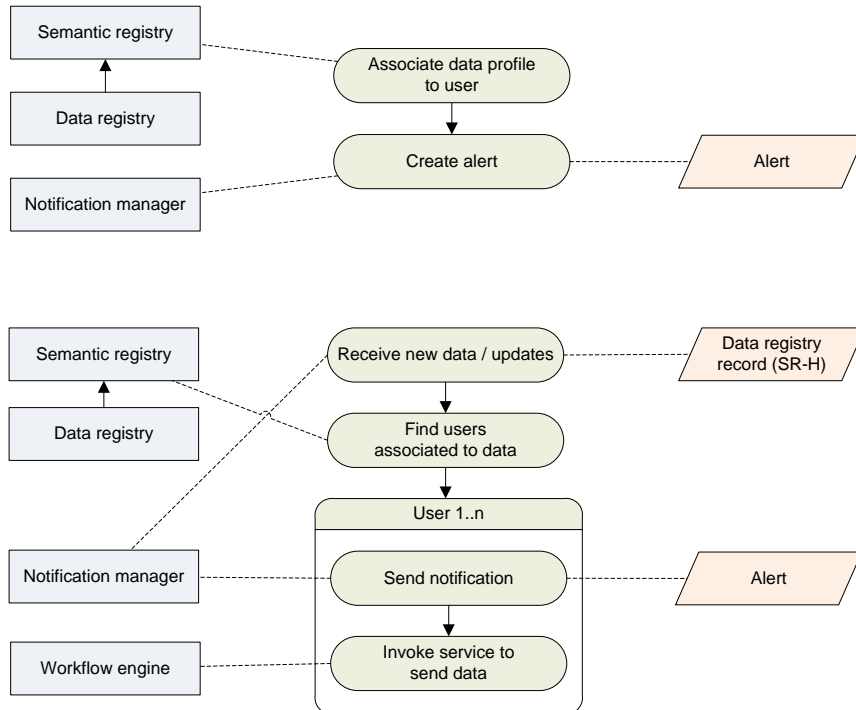 Semantic registry
Associate data profile
to user
Data registry
Create alert
Alert
Notification manager
Semantic registry
Receive new data / updates
Data registry
record (SR-H)
Data registry
Find users
associated to data
User 1..n
Notification manager
Send notification
Alert
Workflow engine
Invoke service to
send data